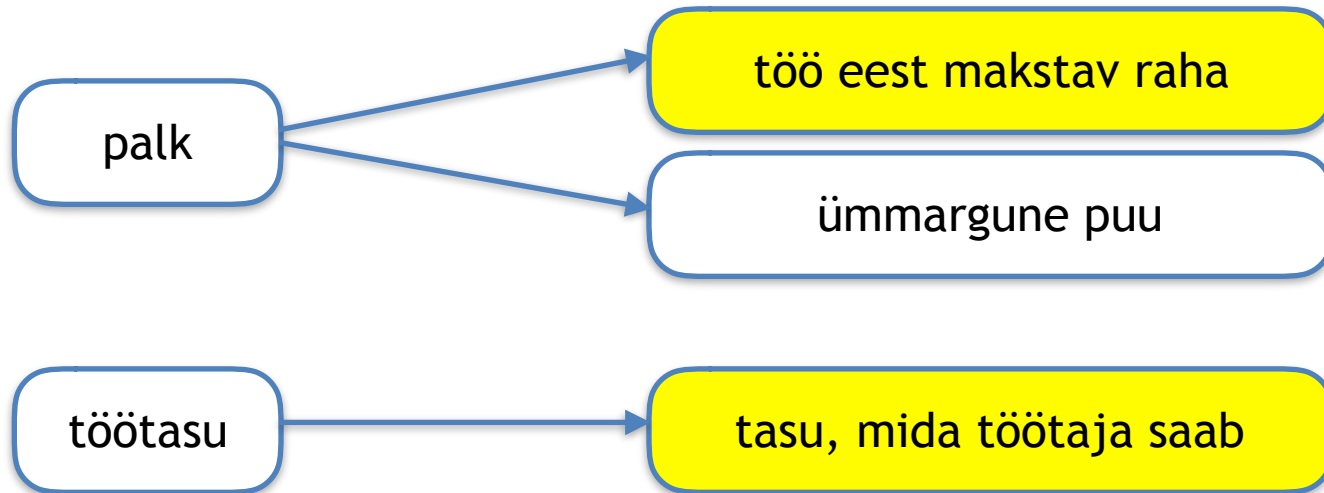 palk
töö eest makstav raha
ümmargune puu
töötasu
tasu, mida töötaja saab